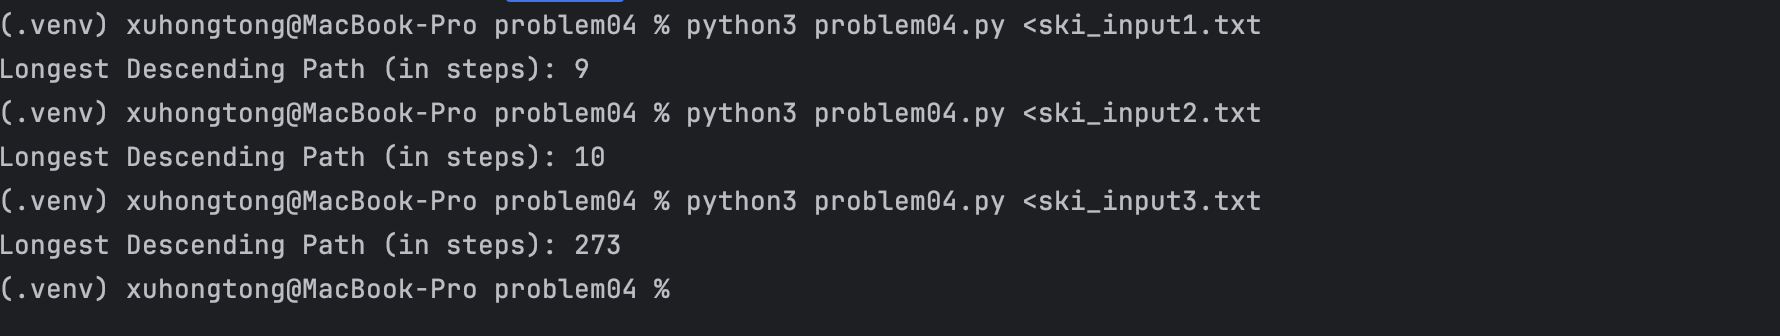 (.venv) xuhongtong@MacBook-Pro problem04 % python3 problem04.py <ski_input1.txt
Longest Descending Path (in steps): 9
(.venv) xuhongtong@MacBook-Pro problem04 % python3 problem04.py <ski_input2.txt
Longest Descending Path (in steps): 10
(.venv) xuhongtong@MacBook-Pro problem04 % python3 problem04.py <ski_input3.txt
Longest Descending Path (in steps): 273
(.venv) xuhongtong@MacBook-Pro problem04 %